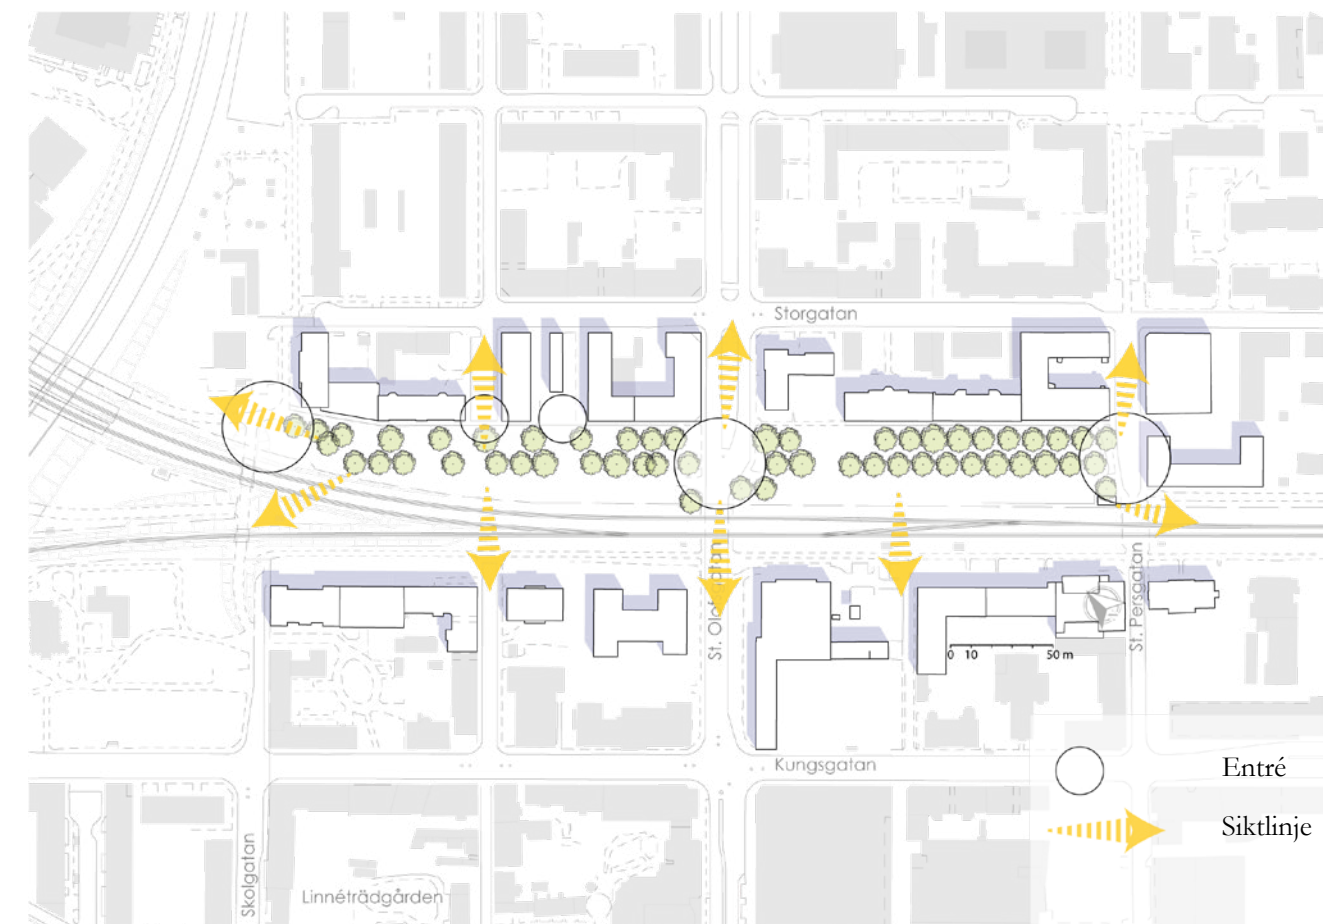 Storgatan
St. Olofsgatan
St. Persgatan
0 10 50 m
Kungsgatan
Entré
Siktlinje
Skolgatan
Linnéträdgården